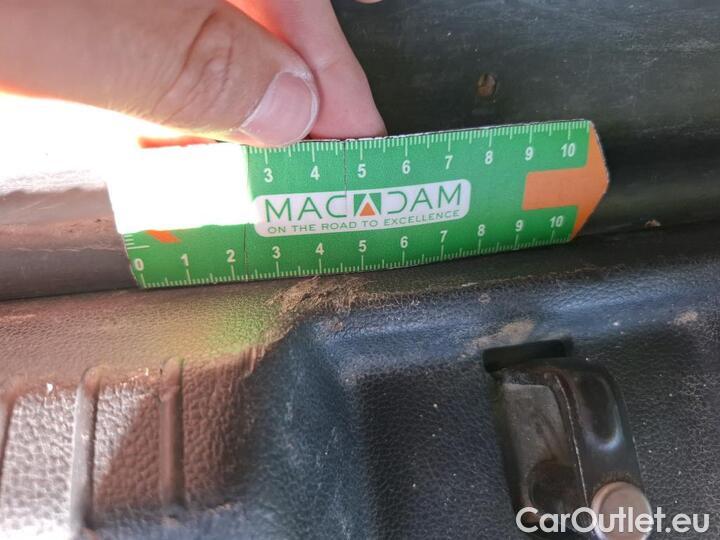 3 4 5 6 7 8 9 10
MACADAM
ON THE ROAD TO EXCELLENCE
0 1 2 3 4 5 6 7 8 9 10
CarOutlet.eu